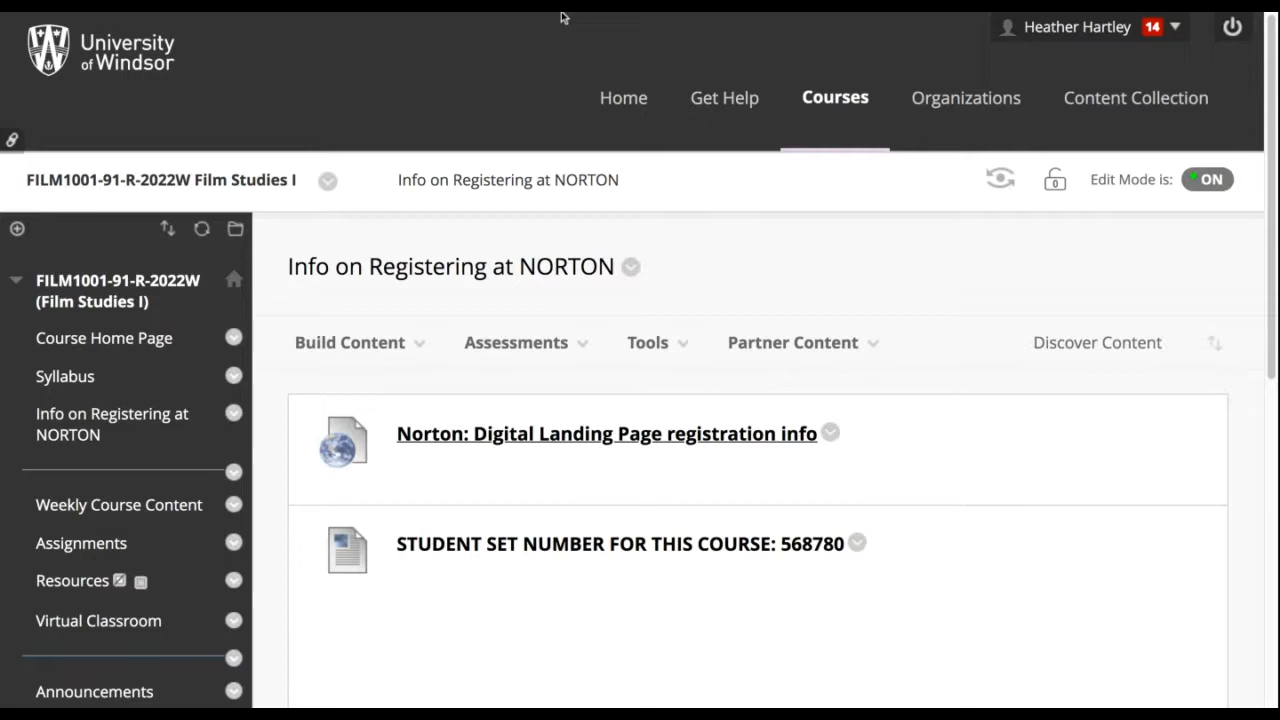 University
of Windsor
Heather Hartley 14
Home Get Help Courses Organizations Content Collection
FILM1001-91-R-2022W Film Studies I Info on Registering at NORTON 0 Edit Mode is: ON
FILM1001-91-R-2022W
(Film Studies I)
Course Home Page
Syllabus
Info on Registering at
NORTON
Weekly Course Content
Assignments
Resources
Virtual Classroom
Announcements
Info on Registering at NORTON
Build Content Assessments Tools Partner Content Discover Content
Norton: Digital Landing Page registration info
STUDENT SET NUMBER FOR THIS COURSE: 568780